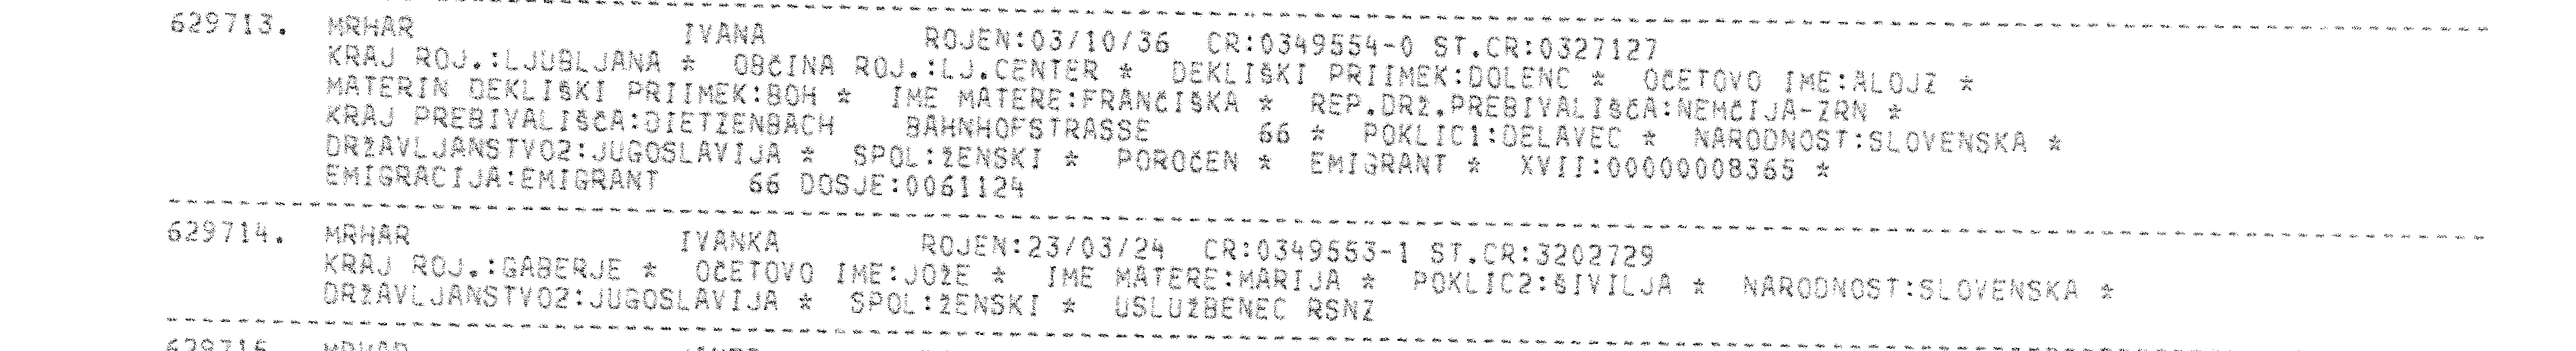 629713. MRHAR IVANA ROJEN:03/10/36 CR:0349554-0 ST.CR:0327127
KRAJ ROJ.:LJUBLJANA * OBČINA ROJ.:LJ.CENTER * DEKLIŠKI PRIIMEK:DOLENC * OČETOVO IME:ALOJZ *
MATERIN DEKLIŠKI PRIIMEK:BOH * IME MATERE:FRANČIŠKA * REP.DRŽ.PREBIVALIŠČA:NEMČIJA-ZRN *
KRAJ PREBIVALIŠČA:DIETZENBACH BAHNHOFSTRASSE 66 * POKLIC1:DELAVEC * NARODNOST:SLOVENSKA *
DRŽAVLJANSTVO2:JUGOSLAVIJA * SPOL:ŽENSKI * POROČEN * EMIGRANT * XVII:00000008365 *
EMIGRACIJA:EMIGRANT 66 DOSJE:0061124
629714. MRHAR IVANKA ROJEN:23/03/24 CR:0349553-1 ST.CR:3202729
KRAJ ROJ.:GABERJE * OČETOVO IME:JOŽE * IME MATERE:MARIJA * POKLIC2:ŠIVILJA * NARODNOST:SLOVENSKA *
DRŽAVLJANSTVO2:JUGOSLAVIJA * SPOL:ŽENSKI * USLUŽBENEC RSNZ
629715. MRHAR